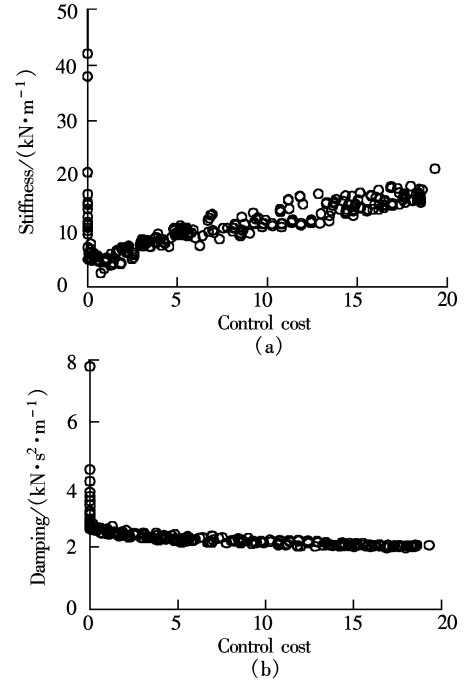 50
40
30
20
10
0
Stiffness/(kN·m⁻¹)
0 5 10 15 20
Control cost
(a)
8
6
4
2
0
Damping/(kN·s²·m⁻¹)
0 5 10 15 20
Control cost
(b)